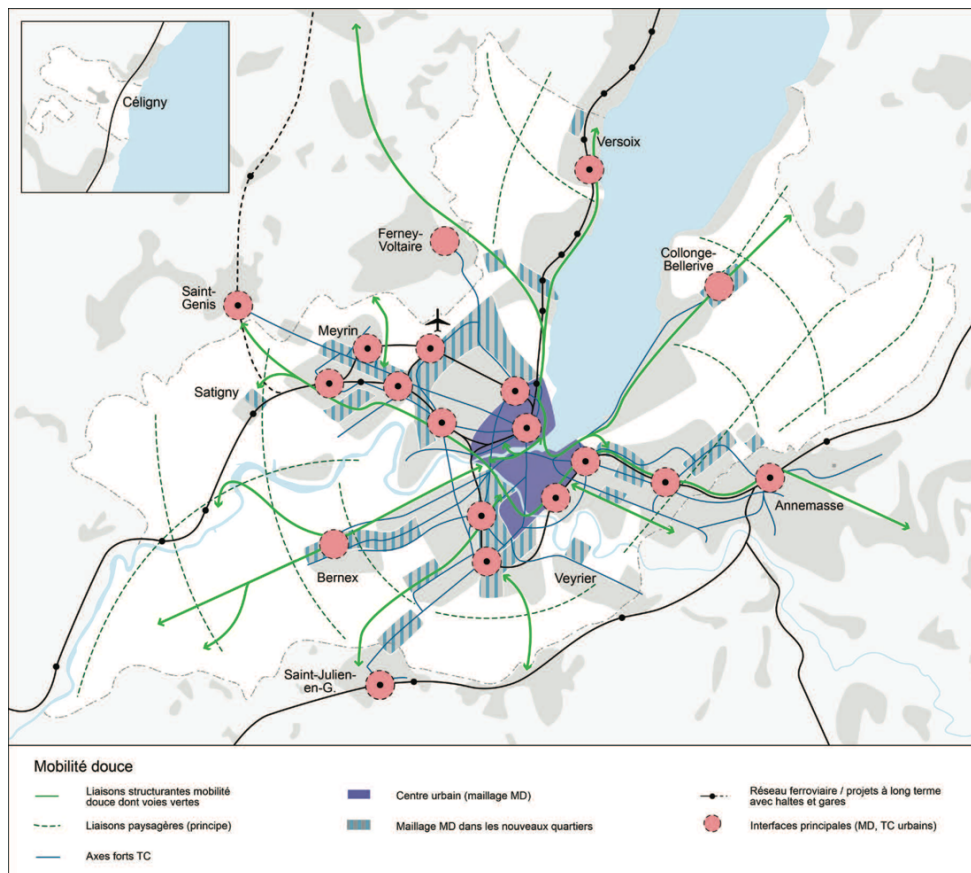 Céligny
Versoix
Ferney-
Voltaire
Collonge-
Bellerive
Saint-
Genis
Meyrin
Satigny
Annemasse
Bernex
Veyrier
Saint-Julien-
en-G.
Mobilité douce
Liaisons structurantes mobilité
douce dont voies vertes
Liaisons paysagères (principe)
Axes forts TC
Centre urbain (maillage MD)
Maillage MD dans les nouveaux quartiers
Réseau ferroviaire / projets à long terme
avec haltes et gares
Interfaces principales (MD, TC urbains)